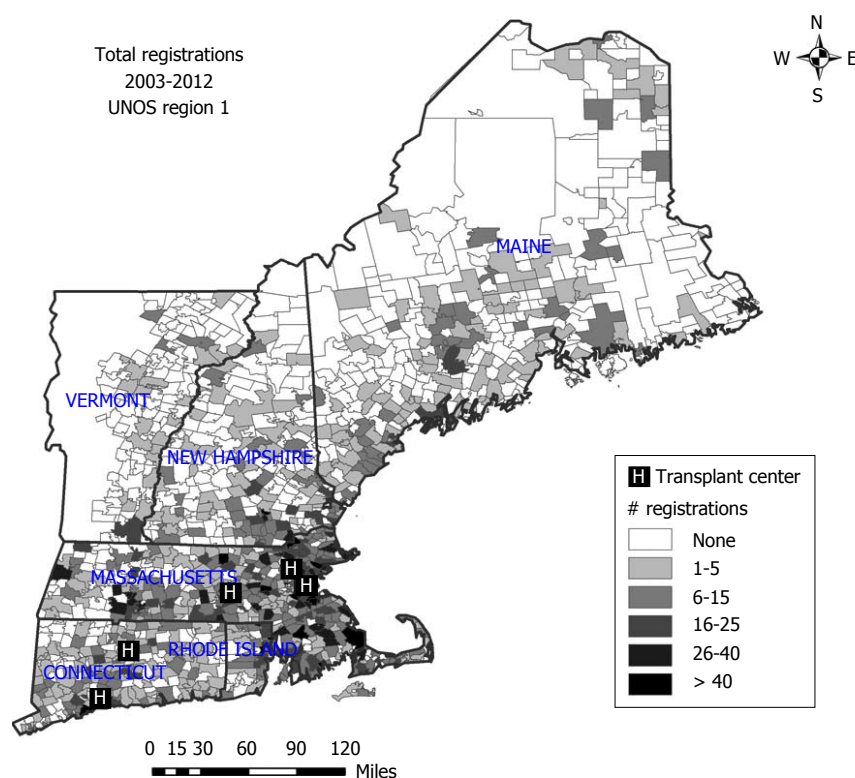 Total registrations
2003-2012
UNOS region 1
N
W E
S
MAINE
VERMONT
NEW HAMPSHIRE
H Transplant center
# registrations
None
1-5
6-15
16-25
26-40
> 40
H
MASSACHUSETTS
H
H
H
RHODE ISLAND
CONNECTICUT
H
0 15 30 60 90 120
Miles